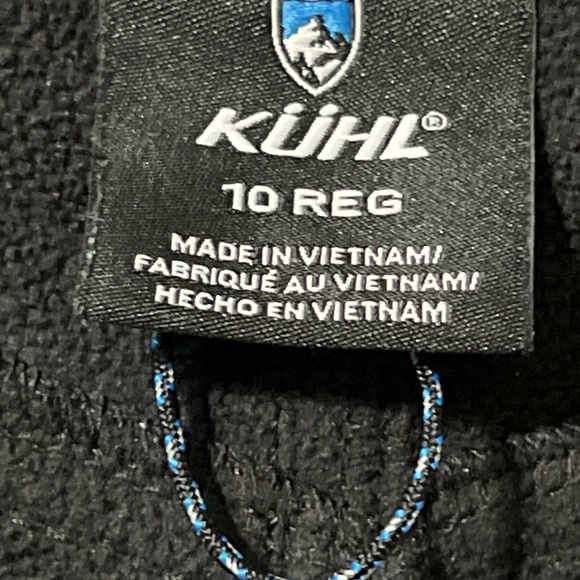 KÜHL®
10 REG
MADE IN VIETNAM/
FABRIQUÉ AU VIETNAM/
HECHO EN VIETNAM